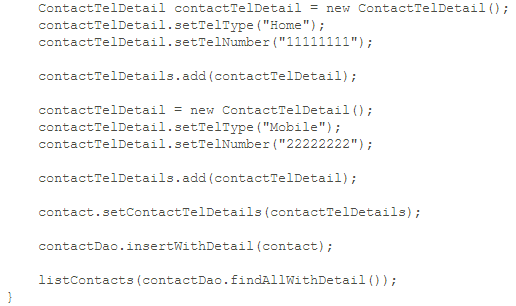 ContactTelDetail contactTelDetail = new ContactTelDetail();
contactTelDetail.setTelType("Home");
contactTelDetail.setTelNumber("11111111");
contactTelDetails.add(contactTelDetail);
contactTelDetail = new ContactTelDetail();
contactTelDetail.setTelType("Mobile");
contactTelDetail.setTelNumber("22222222");
contactTelDetails.add(contactTelDetail);
contact.setContactTelDetails(contactTelDetails);
contactDao.insertWithDetail(contact);
listContacts(contactDao.findAllWithDetail());
}